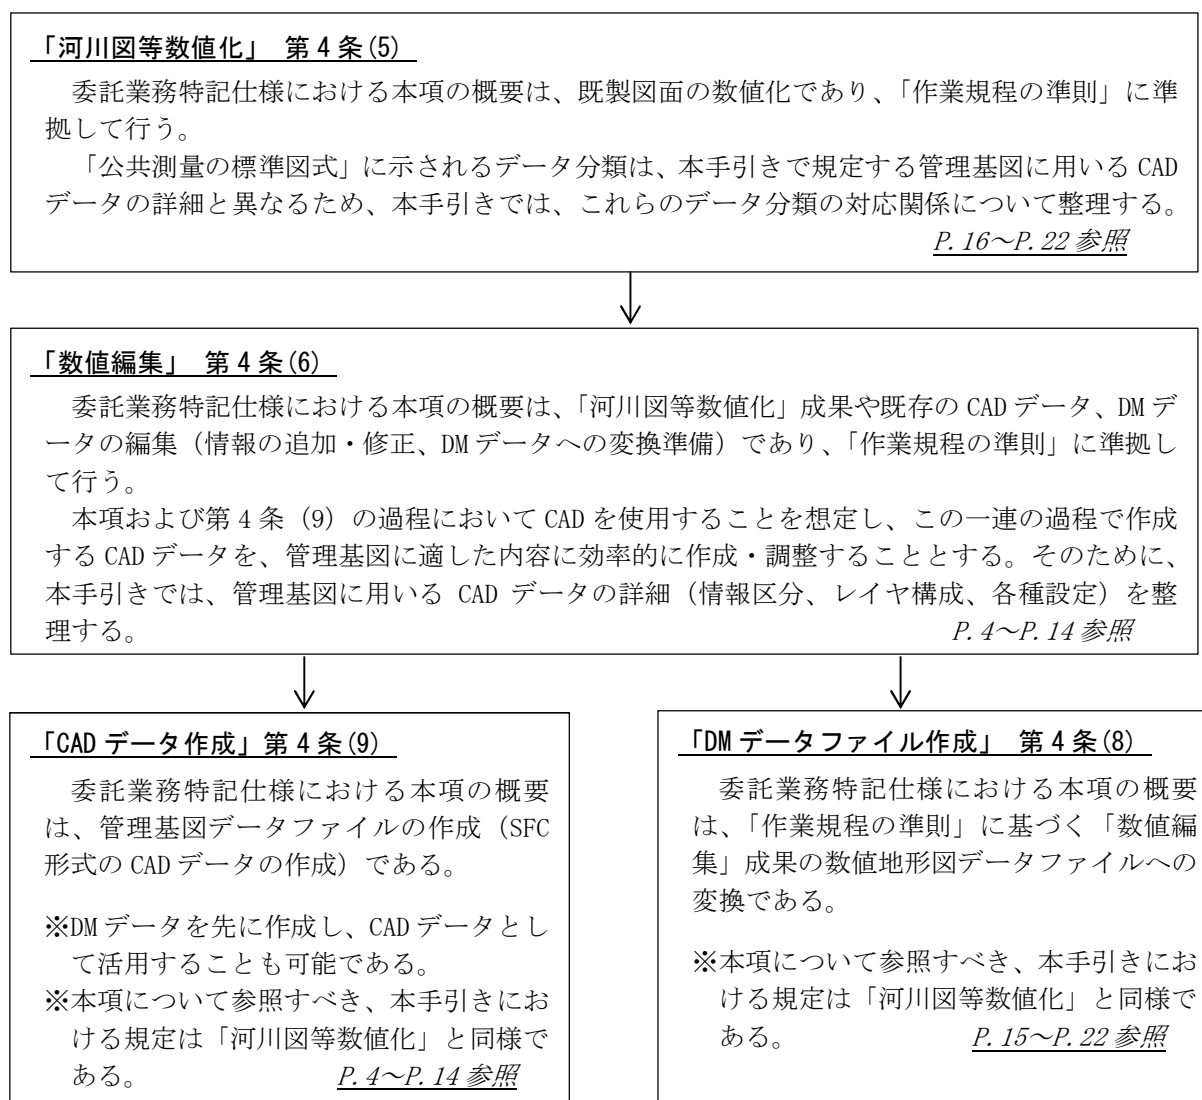 「河川図等数値化」 第4条(5)
委託業務特記仕様における本項の概要は、既製図面の数値化であり、「作業規程の準則」に準
拠して行う。
「公共測量の標準図式」に示されるデータ分類は、本手引きで規定する管理基図に用いる CAD
データの詳細と異なるため、本手引きでは、これらのデータ分類の対応関係について整理する。
P.16～P.22 参照
「数値編集」 第4条(6)
委託業務特記仕様における本項の概要は、「河川図等数値化」成果や既存の CAD データ、DM デ
ータの編集（情報の追加・修正、DM データへの変換準備）であり、「作業規程の準則」に準拠し
て行う。
本項および第4条（9）の過程において CAD を使用することを想定し、この一連の過程で作成
する CAD データを、管理基図に適した内容に効率的に作成・調整することとする。そのために、
本手引きでは、管理基図に用いる CAD データの詳細（情報区分、レイヤ構成、各種設定）を整
理する。 P.4～P.14 参照
「CAD データ作成」第4条(9)
委託業務特記仕様における本項の概要
は、管理基図データファイルの作成（SFC
形式の CAD データの作成）である。
※DM データを先に作成し、CAD データとし
て活用することも可能である。
※本項について参照すべき、本手引きにお
ける規定は「河川図等数値化」と同様で
ある。 P.4～P.14 参照
「DM データファイル作成」 第4条(8)
委託業務特記仕様における本項の概要
は、「作業規程の準則」に基づく「数値編
集」成果の数値地形図データファイルへの
変換である。
※本項について参照すべき、本手引きにお
ける規定は「河川図等数値化」と同様で
ある。 P.15～P.22 参照